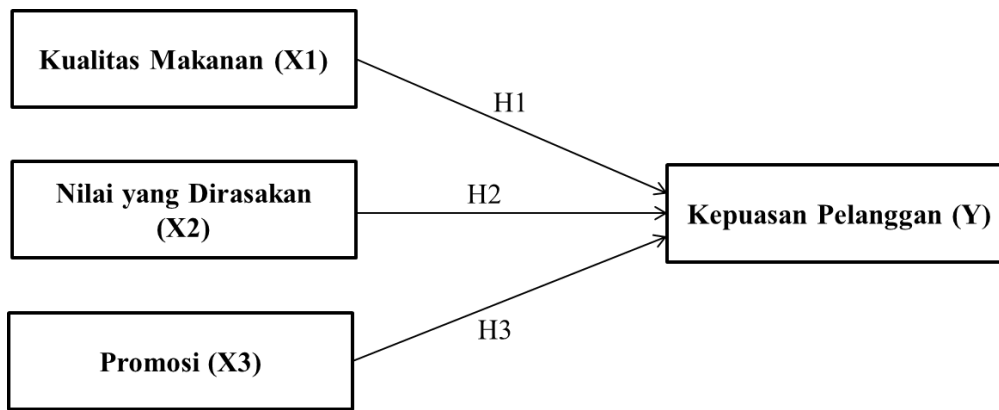 Kualitas Makanan (X1)
H1
Nilai yang Dirasakan
(X2)
H2
Kepuasan Pelanggan (Y)
H3
Promosi (X3)